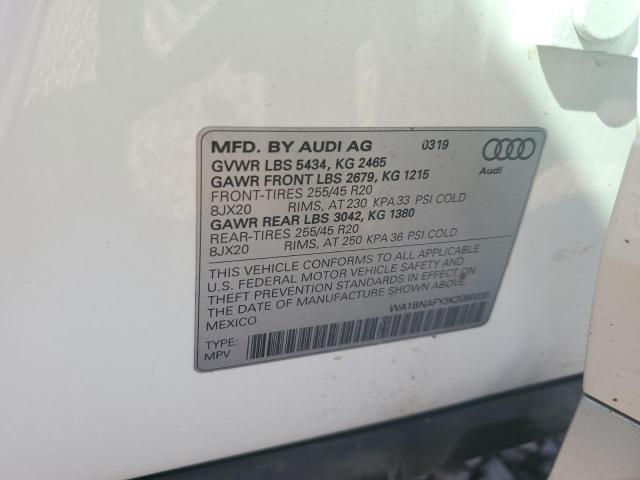 MFD. BY AUDI AG 0319
GVWR LBS 5434, KG 2465
GAWR FRONT LBS 2679, KG 1215
FRONT-TIRES 255/45 R20
8JX20 RIMS, AT 230 KPA 33 PSI COLD
GAWR REAR LBS 3042, KG 1380
REAR-TIRES 255/45 R20
8JX20 RIMS, AT 250 KPA 36 PSI COLD
Audi
THIS VEHICLE CONFORMS TO ALL APPLICABLE
U.S. FEDERAL MOTOR VEHICLE SAFETY AND
THEFT PREVENTION STANDARDS IN EFFECT ON
THE DATE OF MANUFACTURE SHOWN ABOVE.
MEXICO
TYPE:
MPV